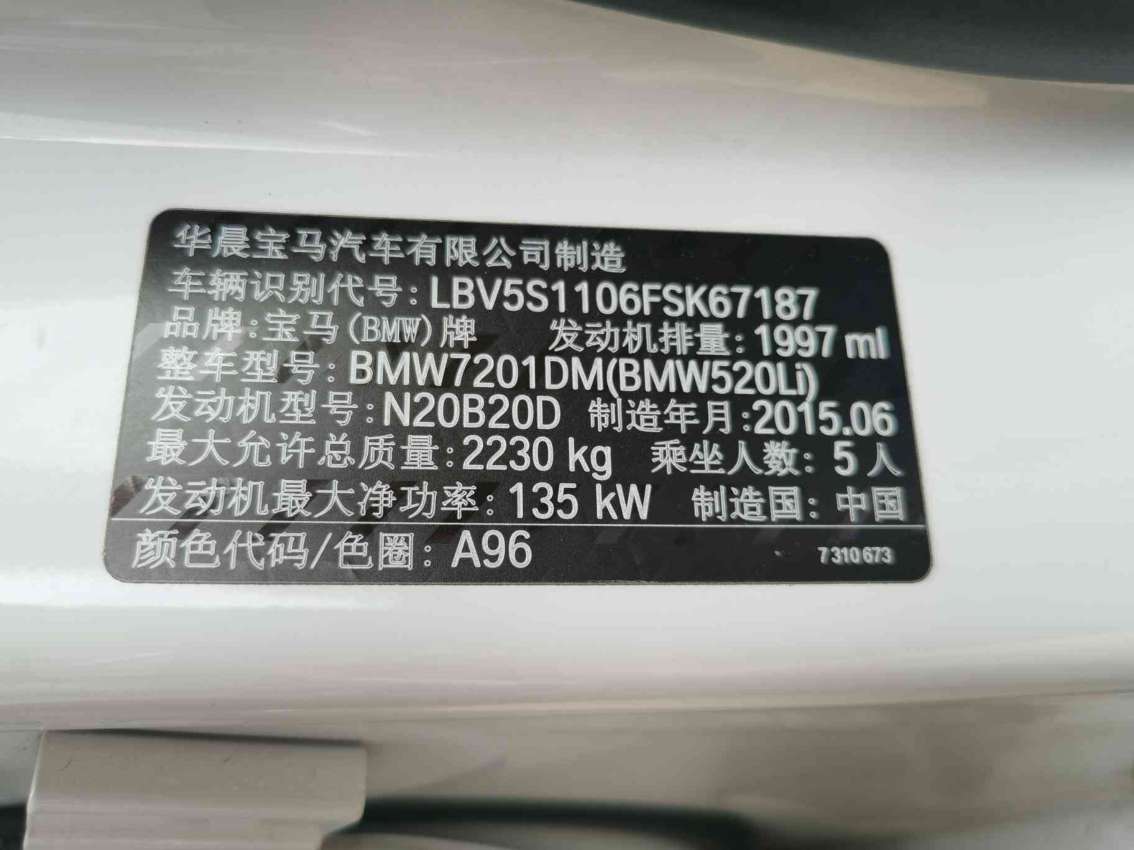 华晨宝马汽车有限公司制造
车辆识别代号:LBV5S1106FSK67187
品牌:宝马(BMW)牌 发动机排量:1997 ml
整车型号:BMW7201DM(BMW520Li)
发动机型号:N20B20D 制造年月:2015.06
最大允许总质量:2230 kg 乘坐人数:5人
发动机最大净功率:135 kW 制造国:中国
颜色代码/色圈:A96 7 310 673